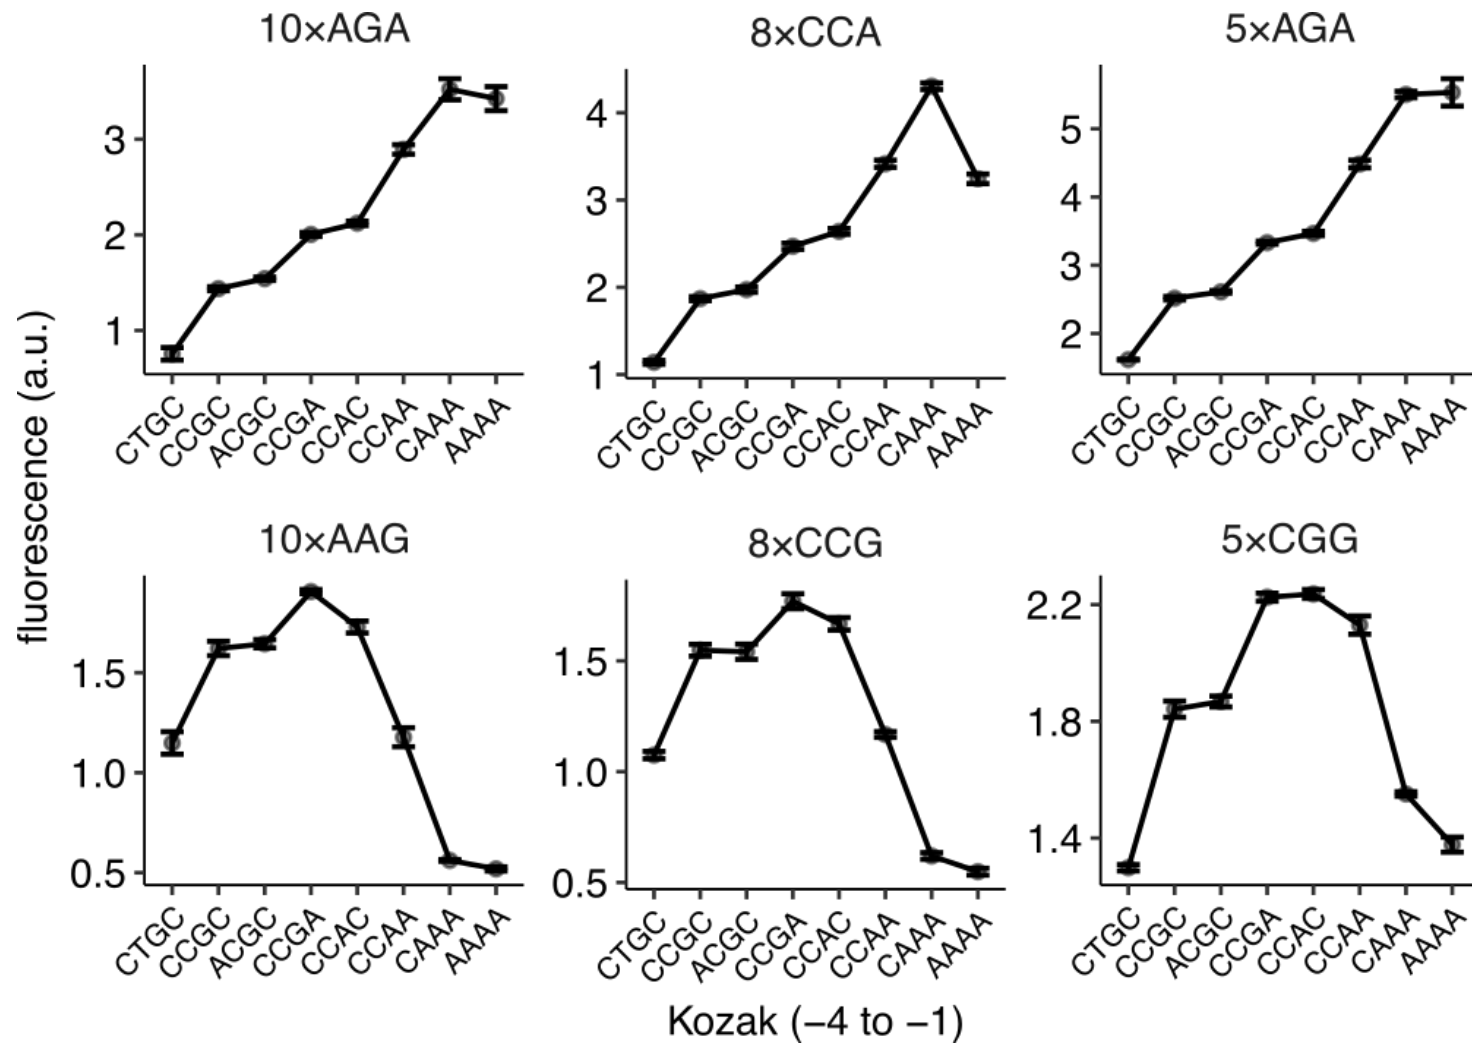 10×AGA
3
2
1
CTGC
CCGC
ACGC
CCGA
CCAC
CCAA
CAAA
AAAA
8×CCA
4
3
2
1
CTGC
CCGC
ACGC
CCGA
CCAC
CCAA
CAAA
AAAA
5×AGA
5
4
3
2
CTGC
CCGC
ACGC
CCGA
CCAC
CCAA
CAAA
AAAA
fluorescence (a.u.)
10×AAG
1.5
1.0
0.5
CTGC
CCGC
ACGC
CCGA
CCAC
CCAA
CAAA
AAAA
8×CCG
1.5
1.0
0.5
CTGC
CCGC
ACGC
CCGA
CCAC
CCAA
CAAA
AAAA
5×CGG
2.2
1.8
1.4
CTGC
CCGC
ACGC
CCGA
CCAC
CCAA
CAAA
AAAA
Kozak (−4 to −1)